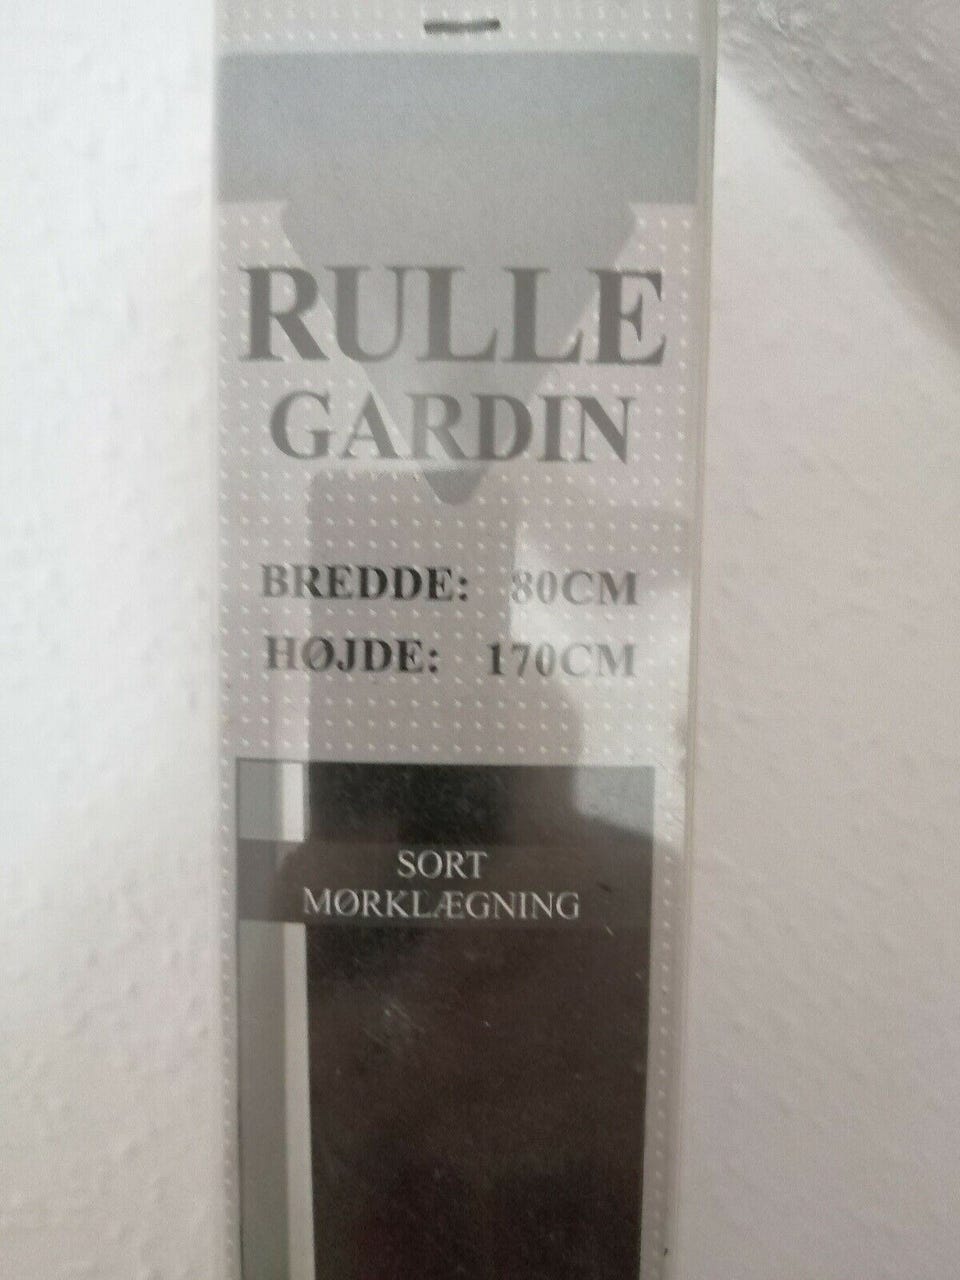 RULLE
GARDIN
BREDDE: 80CM
HØJDE: 170CM
SORT
MØRKLÆGNING